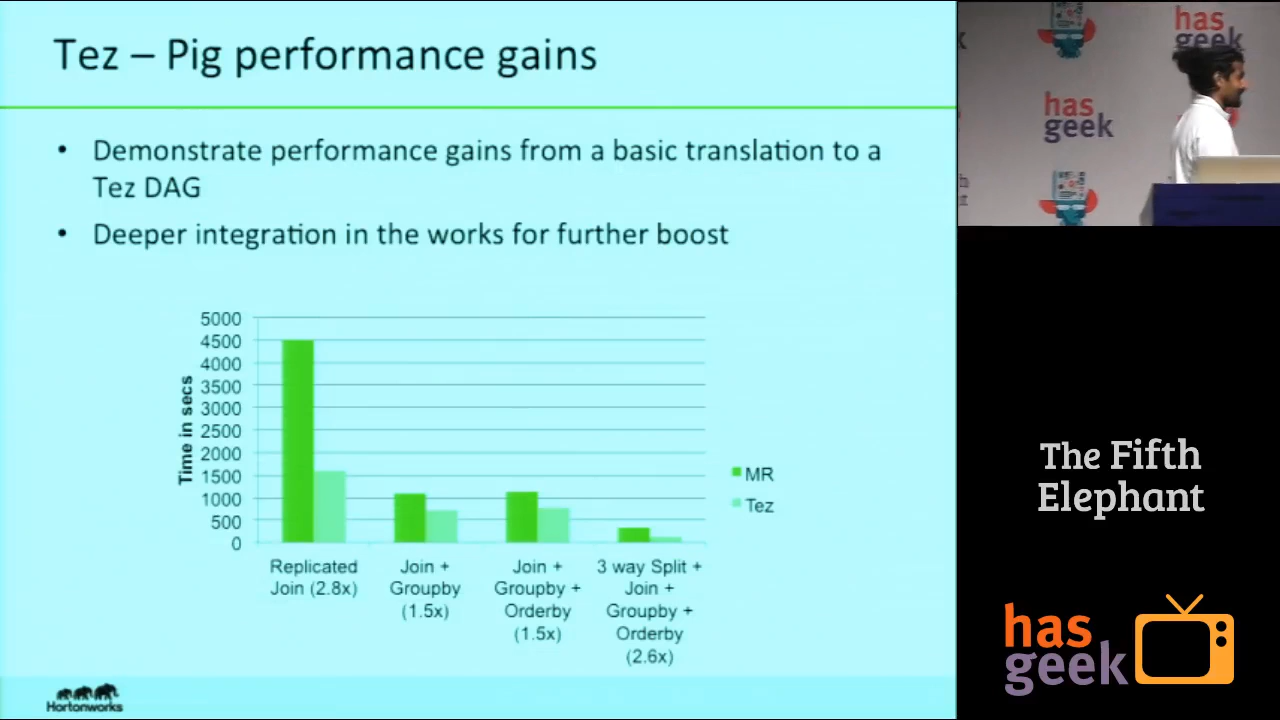 Tez – Pig performance gains
• Demonstrate performance gains from a basic translation to a
Tez DAG
• Deeper integration in the works for further boost
5000
4500
4000
3500
3000
2500
2000
1500
1000
500
0
Time in secs
MR
Tez
Replicated
Join (2.8x)
Join +
Groupby
(1.5x)
Join +
Groupby +
Orderby
(1.5x)
3 way Split +
Join +
Groupby +
Orderby
(2.6x)
Hortonworks
has
geek
has
geek
The Fifth
Elephant
has
geek